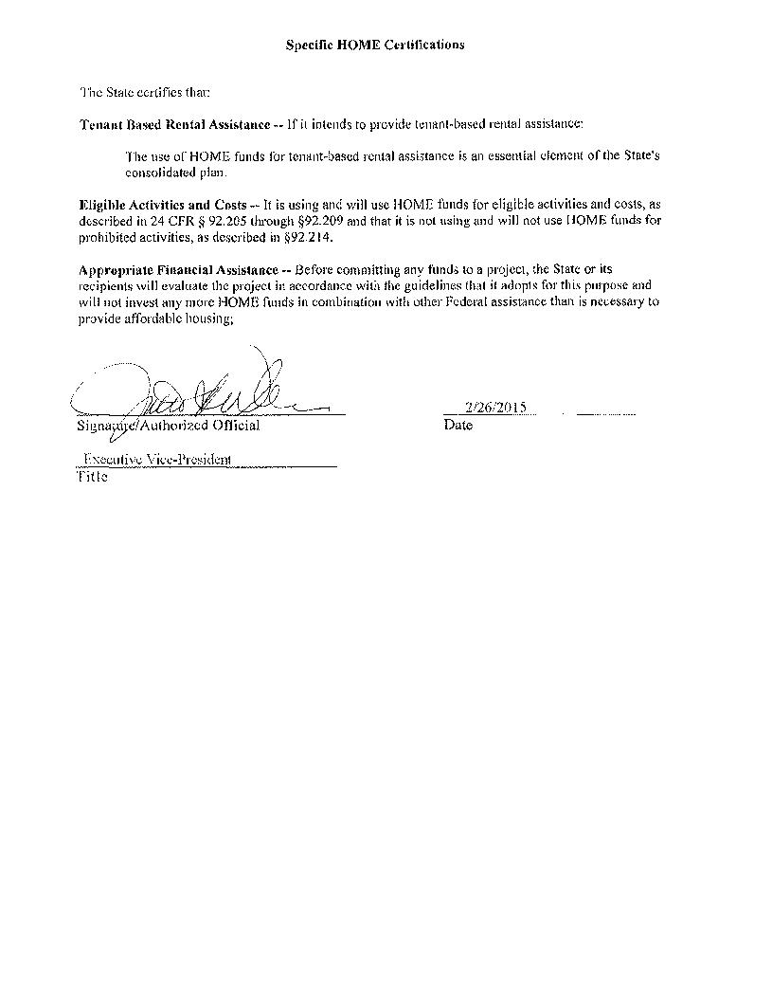 Specific HOME Certifications
The State certifies that:
Tenant Based Rental Assistance -- If it intends to provide tenant-based rental assistance:
The use of HOME funds for tenant-based rental assistance is an essential element of the State's
consolidated plan.
Eligible Activities and Costs -- It is using and will use HOME funds for eligible activities and costs, as
described in 24 CFR § 92.205 through §92.209 and that it is not using and will not use HOME funds for
prohibited activities, as described in §92.214.
Appropriate Financial Assistance -- Before committing any funds to a project, the State or its
recipients will evaluate the project in accordance with the guidelines that it adopts for this purpose and
will not invest any more HOME funds in combination with other Federal assistance than is necessary to
provide affordable housing;
2/26/2015
Signature/Authorized Official Date
Executive Vice-President
Title